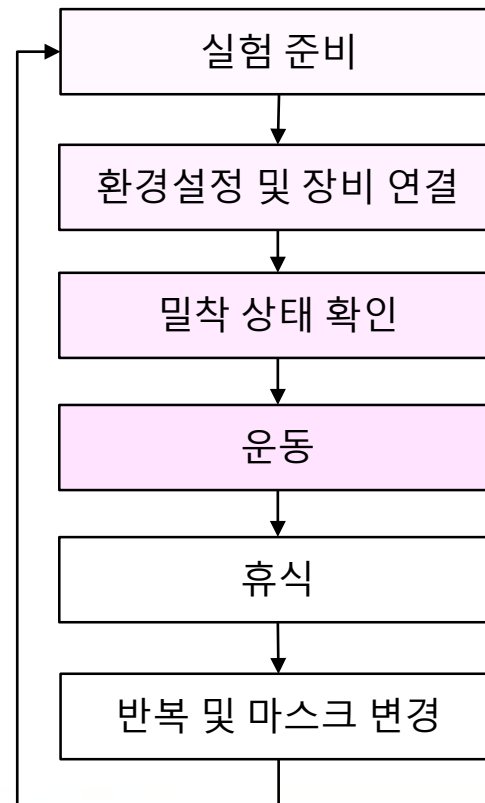 실험 준비
환경설정 및 장비 연결
밀착 상태 확인
운동
휴식
반복 및 마스크 변경